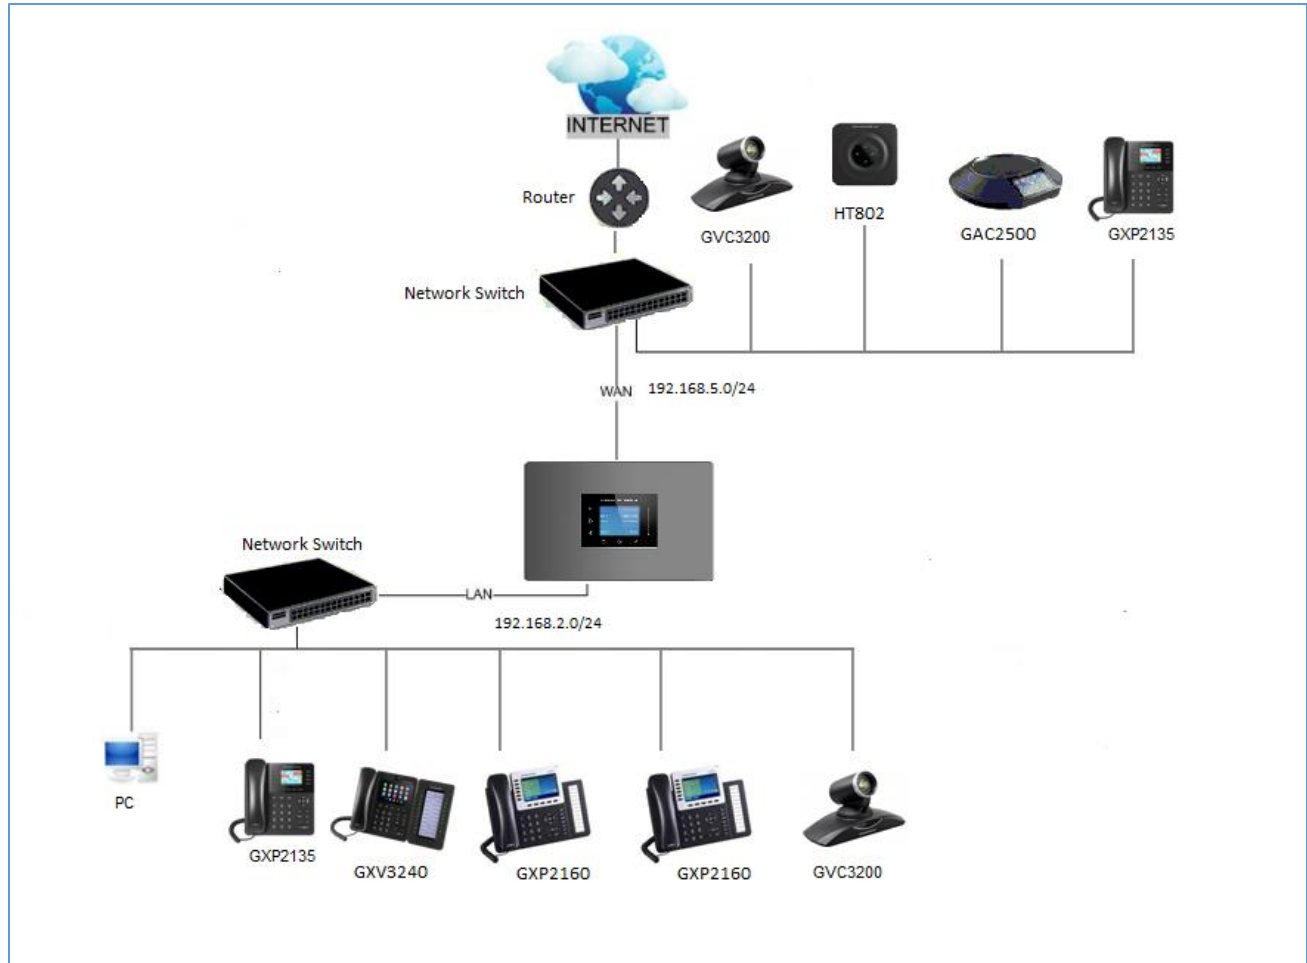 INTERNET
Router
GVC3200
HT802
GAC2500
GXP2135
Network Switch
WAN
192.168.5.0/24
Network Switch
LAN
192.168.2.0/24
PC
GXP2135
GXV3240
GXP2160
GXP2160
GVC3200